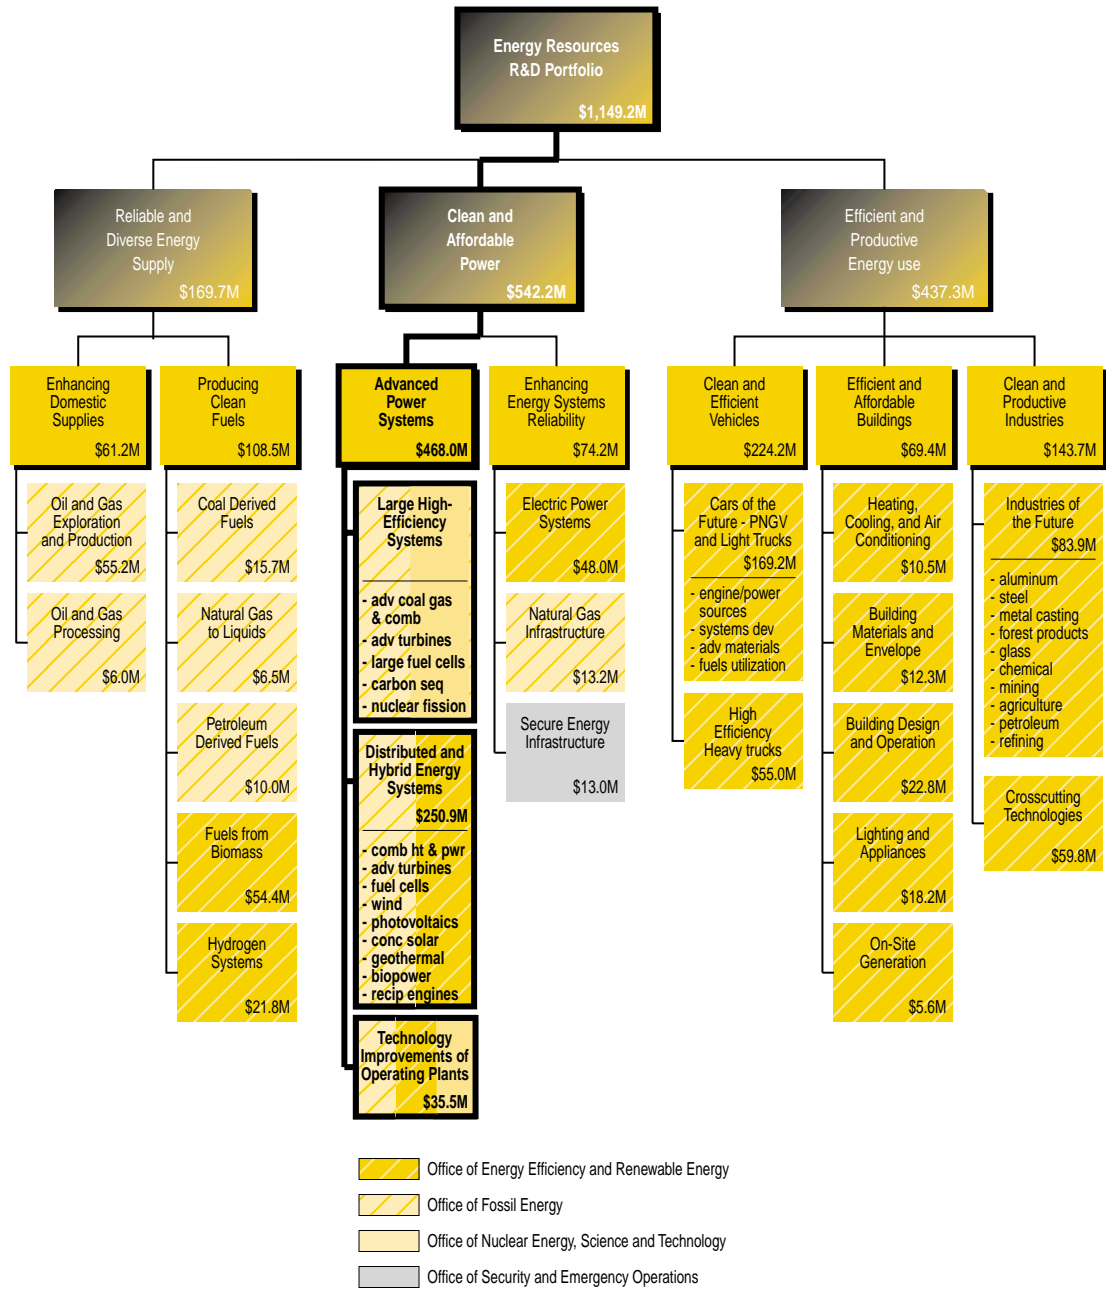 Energy Resources
R&D Portfolio
$1,149.2M
Reliable and
Diverse Energy
Supply
$169.7M
Clean and
Affordable
Power
$542.2M
Efficient and
Productive
Energy use
$437.3M
Enhancing
Domestic
Supplies
$61.2M
Producing
Clean
Fuels
$108.5M
Advanced
Power
Systems
$468.0M
Enhancing
Energy Systems
Reliability
$74.2M
Clean and
Efficient
Vehicles
$224.2M
Efficient and
Affordable
Buildings
$69.4M
Clean and
Productive
Industries
$143.7M
Oil and Gas
Exploration
and Production
$55.2M
Oil and Gas
Processing
$6.0M
Coal Derived
Fuels
$15.7M
Natural Gas
to Liquids
$6.5M
Petroleum
Derived Fuels
$10.0M
Fuels from
Biomass
$54.4M
Hydrogen
Systems
$21.8M
Large High-
Efficiency
Systems
- adv coal gas
& comb
- adv turbines
- large fuel cells
- carbon seq
- nuclear fission
Distributed and
Hybrid Energy
Systems
$250.9M
- comb ht & pwr
- adv turbines
- fuel cells
- wind
- photovoltaics
- conc solar
- geothermal
- biopower
- recip engines
Technology
Improvements of
Operating Plants
$35.5M
Electric Power
Systems
$48.0M
Natural Gas
Infrastructure
$13.2M
Secure Energy
Infrastructure
$13.0M
Cars of the
Future - PNGV
and Light Trucks
$169.2M
- engine/power
sources
- systems dev
- adv materials
- fuels utilization
High
Efficiency
Heavy trucks
$55.0M
Heating,
Cooling, and Air
Conditioning
$10.5M
Building
Materials and
Envelope
$12.3M
Building Design
and Operation
$22.8M
Lighting and
Appliances
$18.2M
On-Site
Generation
$5.6M
Industries of
the Future
$83.9M
- aluminum
- steel
- metal casting
- forest products
- glass
- chemical
- mining
- agriculture
- petroleum
- refining
Crosscutting
Technologies
$59.8M
Office of Energy Efficiency and Renewable Energy
Office of Fossil Energy
Office of Nuclear Energy, Science and Technology
Office of Security and Emergency Operations